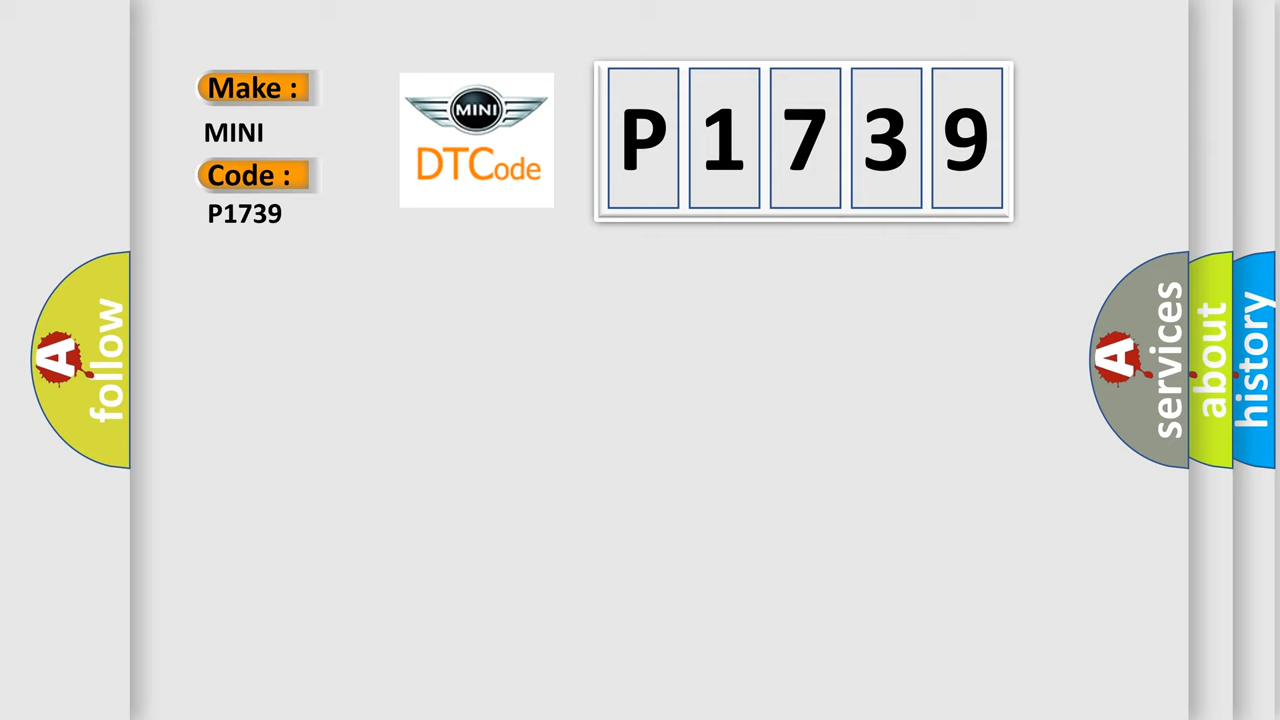 Make :
MINI
Code :
P1739
MINI
DTCode
P 1 7 3 9
A follow
A services
about
history